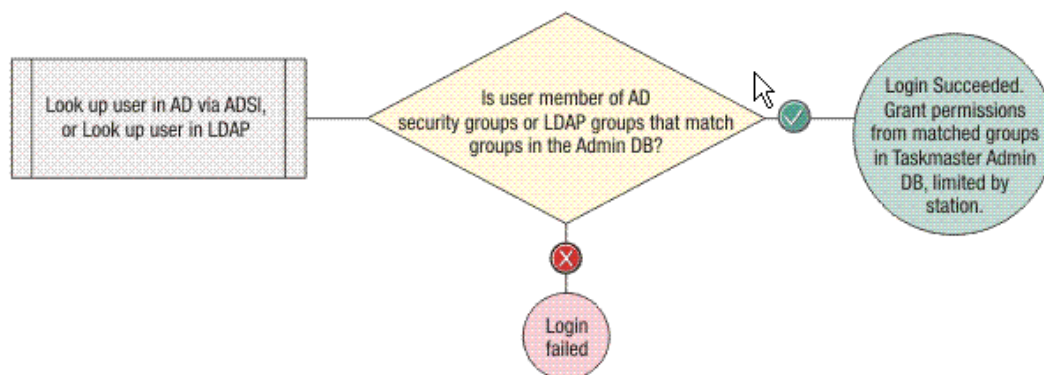 Look up user in AD via ADSI,
or Look up user in LDAP
Is user member of AD
security groups or LDAP groups that match
groups in the Admin DB?
Login Succeeded.
Grant permissions
from matched groups
in Taskmaster Admin
DB, limited by
station.
Login
failed